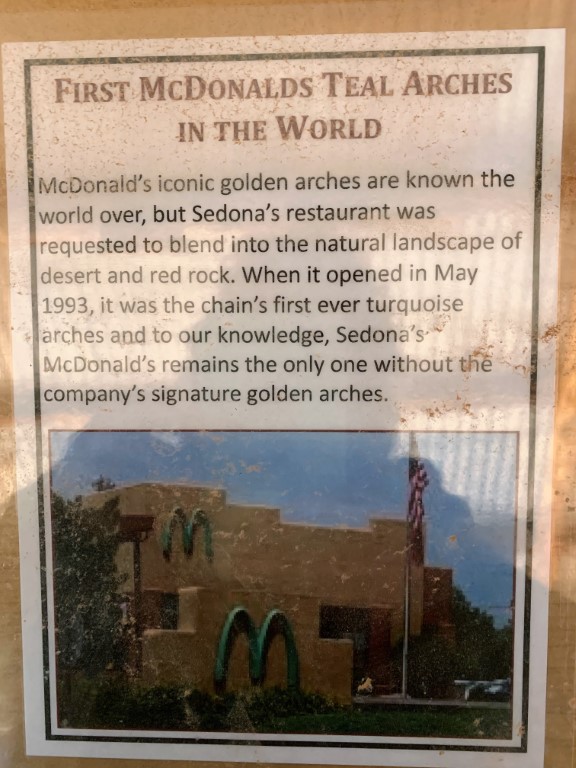 FIRST MCDONALDS TEAL ARCHES
IN THE WORLD
McDonald's iconic golden arches are known the
world over, but Sedona's restaurant was
requested to blend into the natural landscape of
desert and red rock. When it opened in May
1993, it was the chain's first ever turquoise
arches and to our knowledge, Sedona's
McDonald's remains the only one without the
company's signature golden arches.